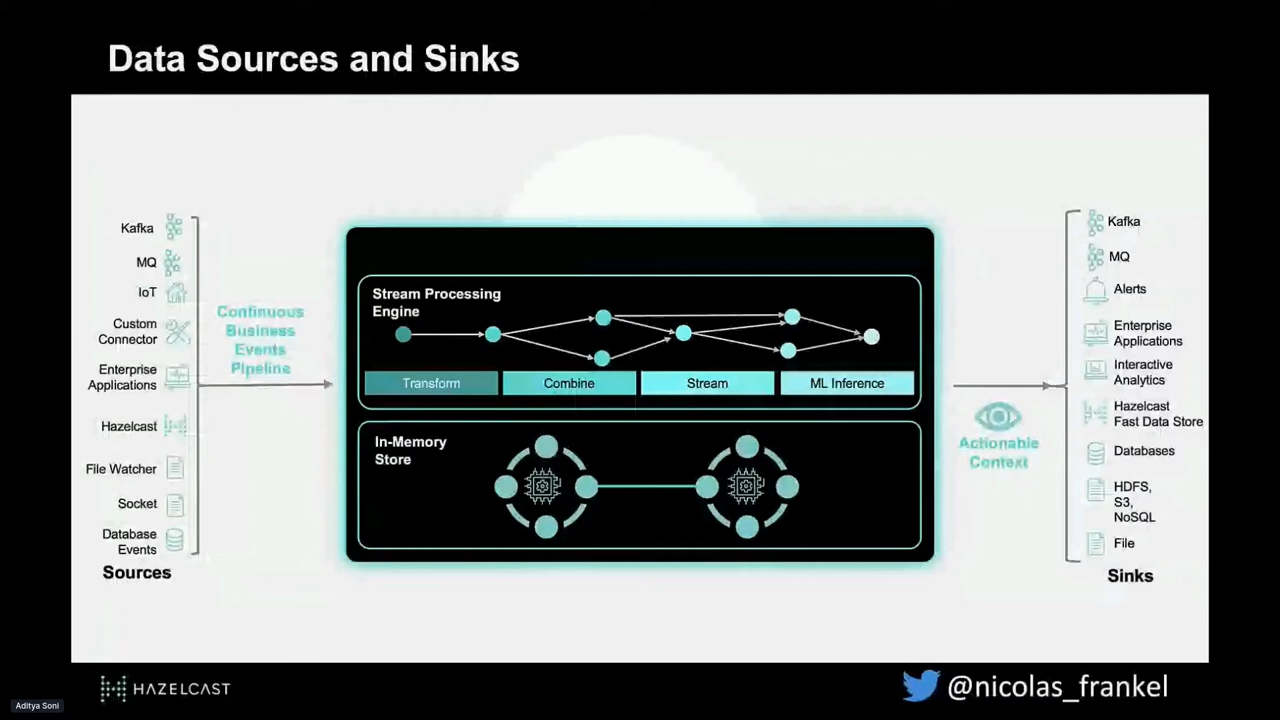 Data Sources and Sinks
Kafka
MQ
IoT
Custom
Connector
Enterprise
Applications
Hazelcast
File Watcher
Socket
Database
Events
Sources
Continuous
Business
Events
Pipeline
Stream Processing
Engine
Transform
Combine
Stream
ML Inference
In-Memory
Store
Actionable
Context
Kafka
MQ
Alerts
Enterprise
Applications
Interactive
Analytics
Hazelcast
Fast Data Store
Databases
HDFS,
S3,
NoSQL
File
Sinks
HAZELCAST
@nicolas_frankel
Aditya Soni